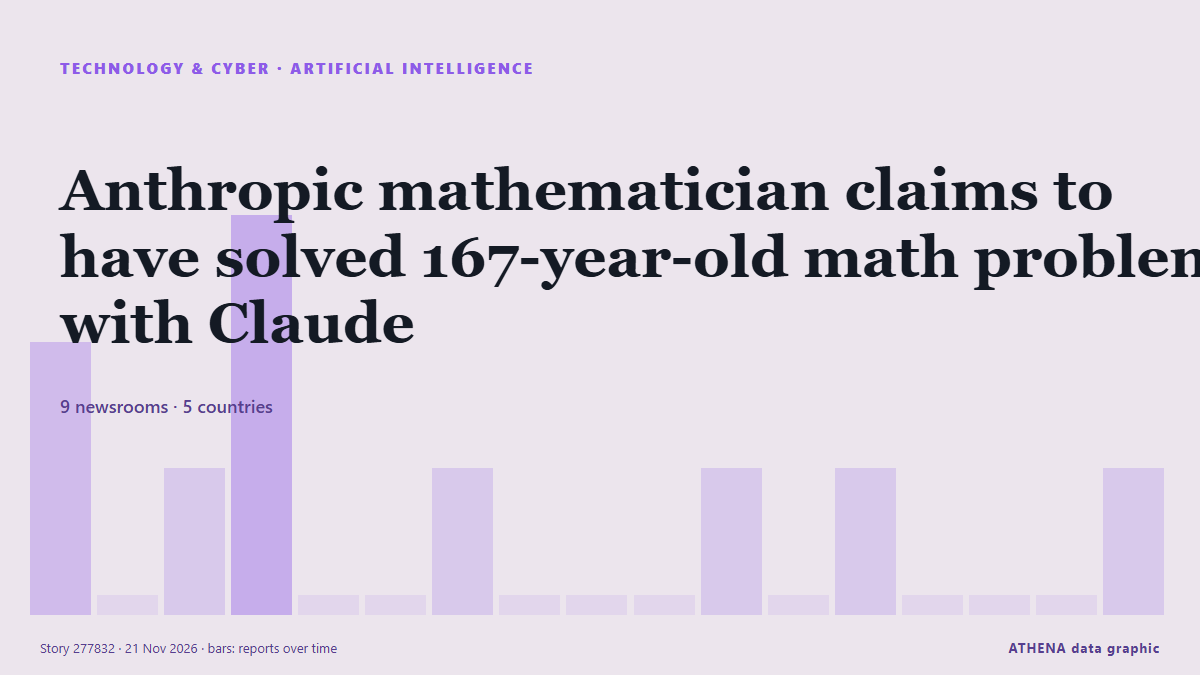 TECHNOLOGY & CYBER · ARTIFICIAL INTELLIGENCE
Anthropic mathematician claims to
have solved 167-year-old math
with Claude
9 newsrooms · 5 countries
Story 277832 · 21 Nov 2026 · bars: reports over time
ATHENA data graphic